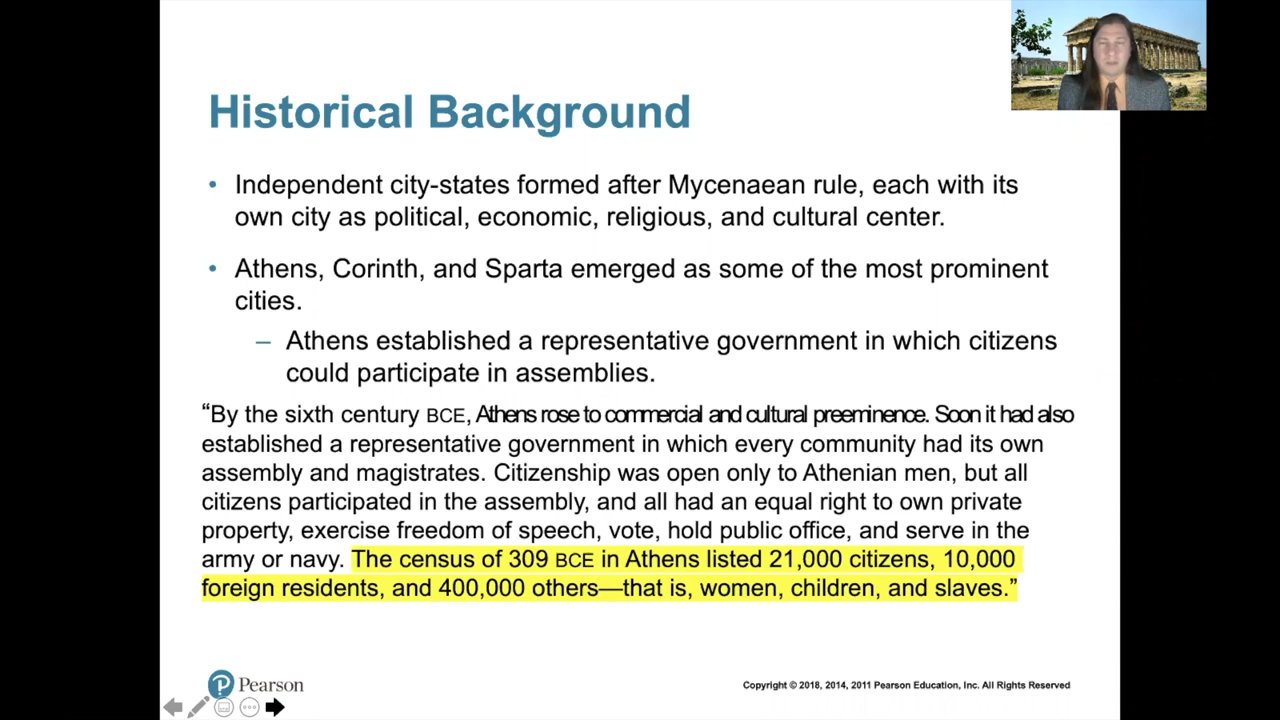 Historical Background
• Independent city-states formed after Mycenaean rule, each with its
own city as political, economic, religious, and cultural center.
• Athens, Corinth, and Sparta emerged as some of the most prominent
cities.
– Athens established a representative government in which citizens
could participate in assemblies.
“By the sixth century BCE, Athens rose to commercial and cultural preeminence. Soon it had also
established a representative government in which every community had its own
assembly and magistrates. Citizenship was open only to Athenian men, but all
citizens participated in the assembly, and all had an equal right to own private
property, exercise freedom of speech, vote, hold public office, and serve in the
army or navy. The census of 309 BCE in Athens listed 21,000 citizens, 10,000
foreign residents, and 400,000 others—that is, women, children, and slaves.”
P Pearson
Copyright © 2018, 2014, 2011 Pearson Education, Inc. All Rights Reserved